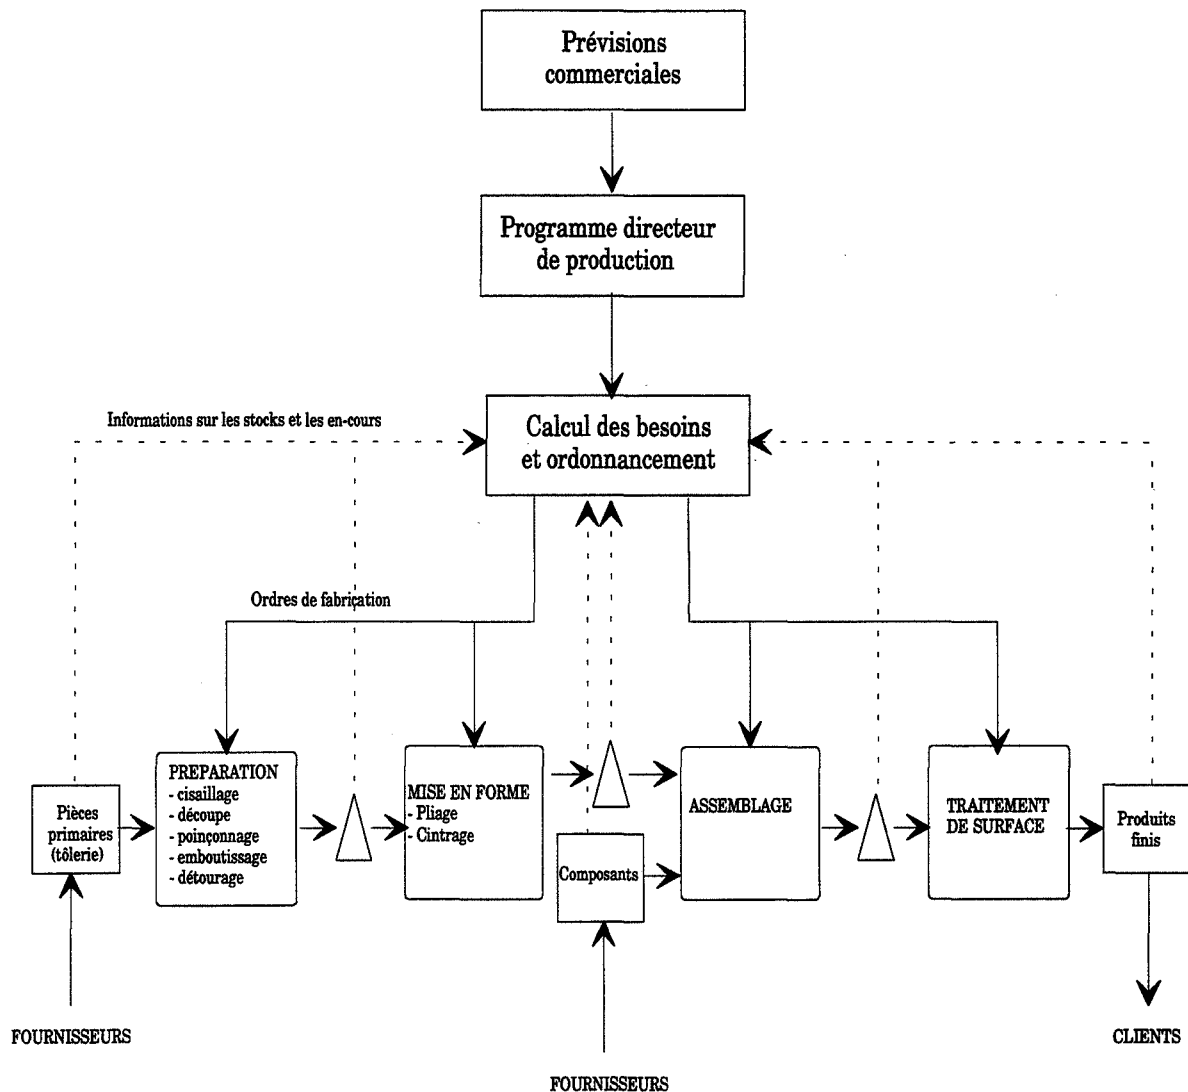 Prévisions
commerciales
Programme directeur
de production
Informations sur les stocks et les en-cours
Calcul des besoins
et ordonnancement
Ordres de fabrication
PREPARATION
- cisaillage
- découpe
- poinçonnage
- emboutissage
- détourage
MISE EN FORME
- Pliage
- Cintrage
ASSEMBLAGE
TRAITEMENT
DE SURFACE
Pièces
primaires
(tôlerie)
Composants
Produits
finis
FOURNISSEURS
CLIENTS
FOURNISSEURS